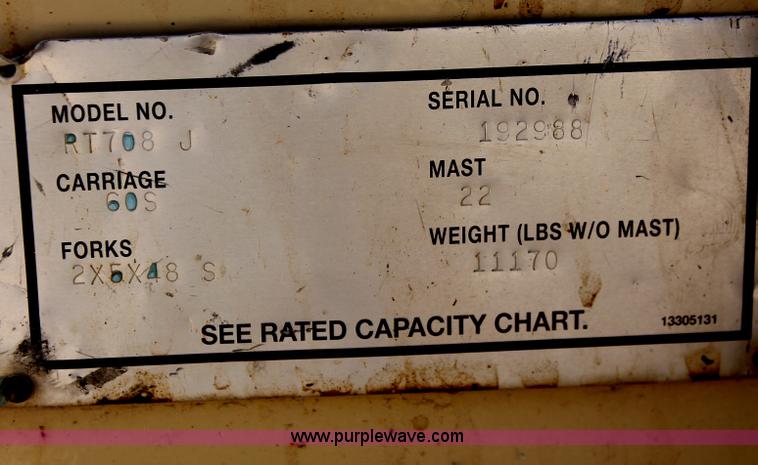 MODEL NO. SERIAL NO.
RT708 J 192988
CARRIAGE MAST
60S 22
FORKS WEIGHT (LBS W/O MAST)
2X5X48 S 11170
SEE RATED CAPACITY CHART. 13305131
www.purplewave.com